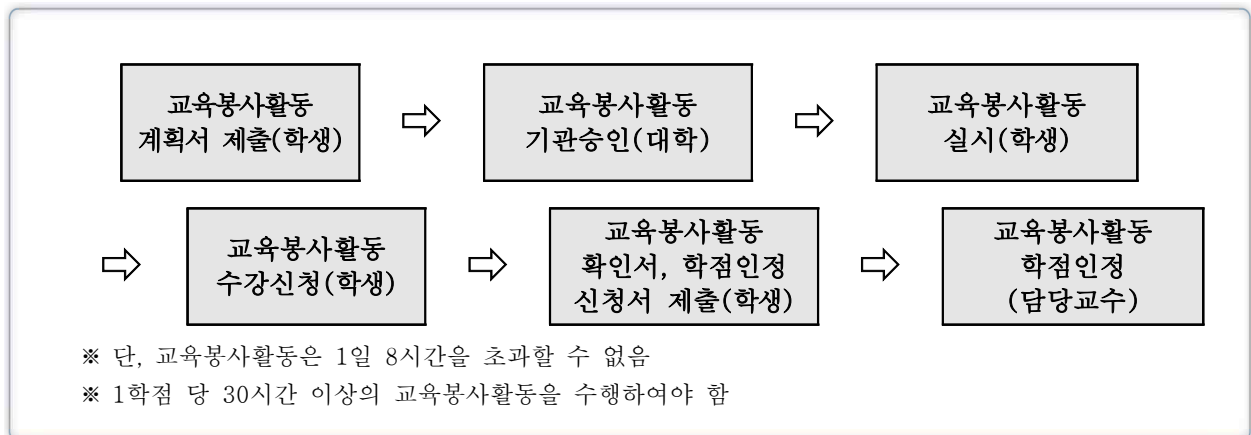 교육봉사활동
계획서 제출(학생)
⇨
교육봉사활동
기관승인(대학)
⇨
교육봉사활동
실시(학생)
⇨
교육봉사활동
수강신청(학생)
⇨
교육봉사활동
확인서, 학점인정
신청서 제출(학생)
⇨
교육봉사활동
학점인정
(담당교수)
※ 단, 교육봉사활동은 1일 8시간을 초과할 수 없음
※ 1학점 당 30시간 이상의 교육봉사활동을 수행하여야 함